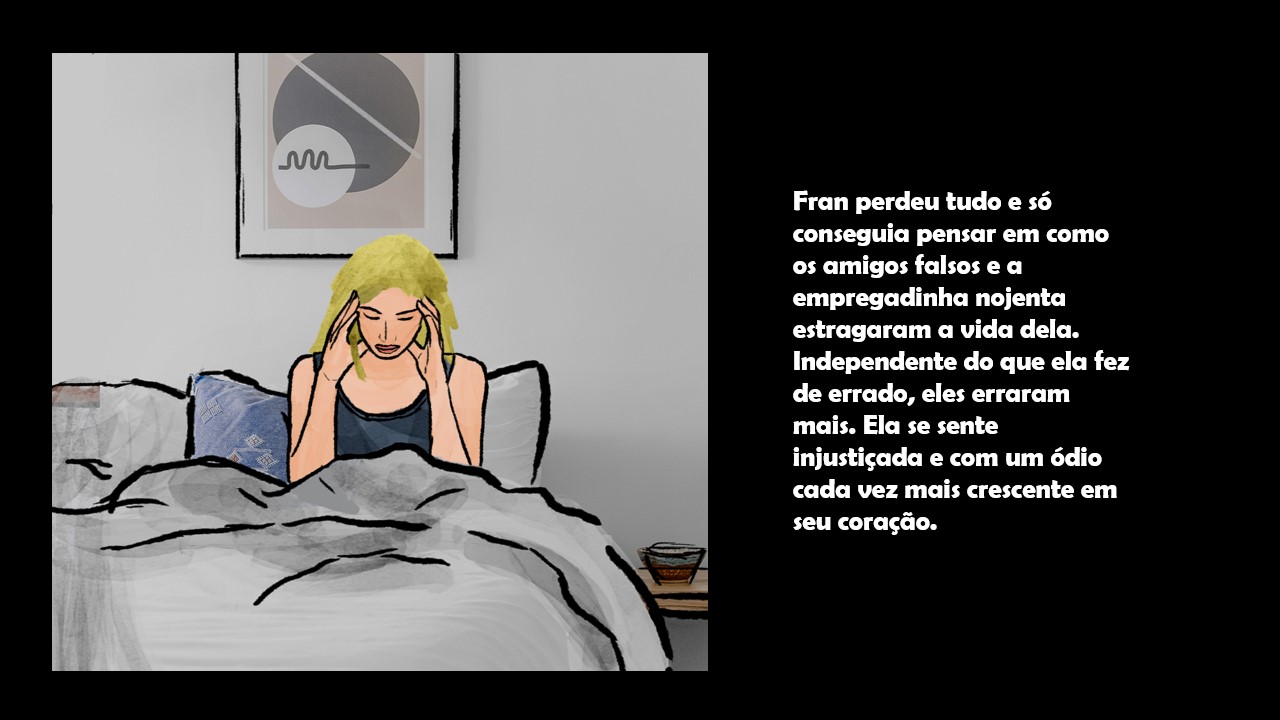 Fran perdeu tudo e só
conseguia pensar em como
os amigos falsos e a
empregadinha nojenta
estragaram a vida dela.
Independente do que ela fez
de errado, eles erraram
mais. Ela se sente
injustiçada e com um ódio
cada vez mais crescente em
seu coração.